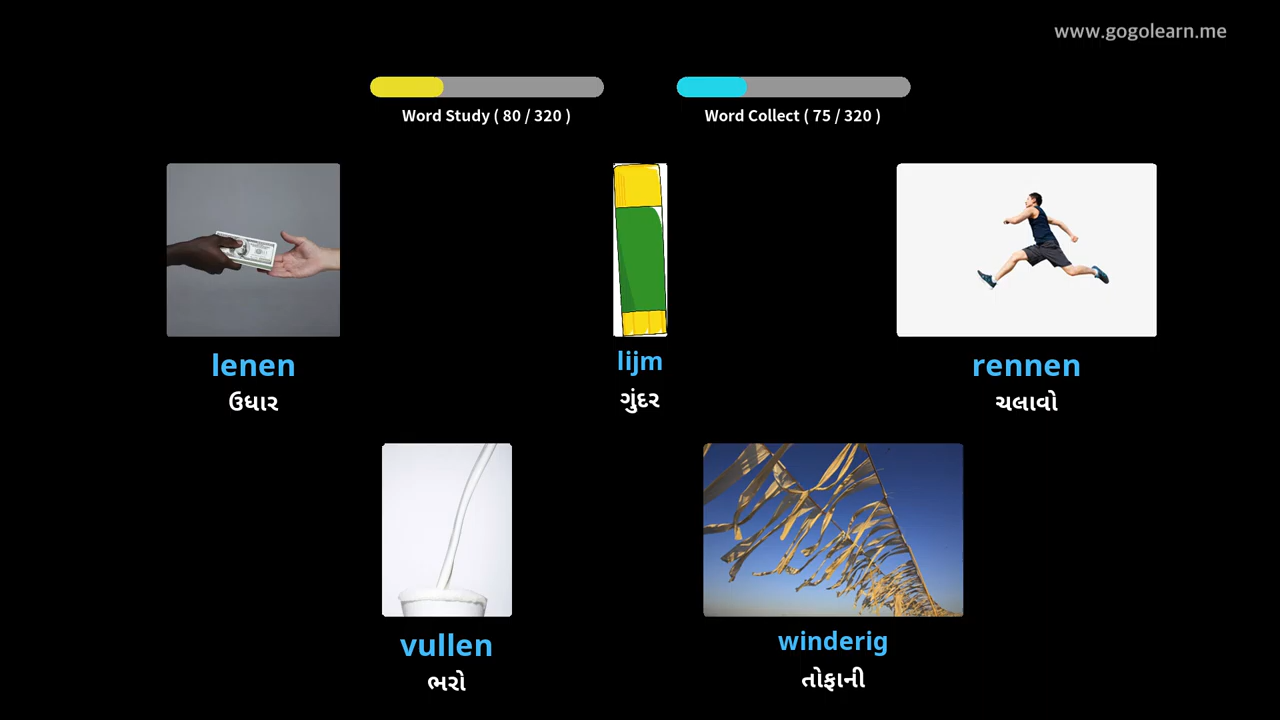 www.gogolearn.me
Word Study ( 80 / 320 )
Word Collect ( 75 / 320 )
lenen
ઉધાર
lijm
ગુંદર
rennen
ચલાવો
vullen
ભરો
winderig
તોફાની